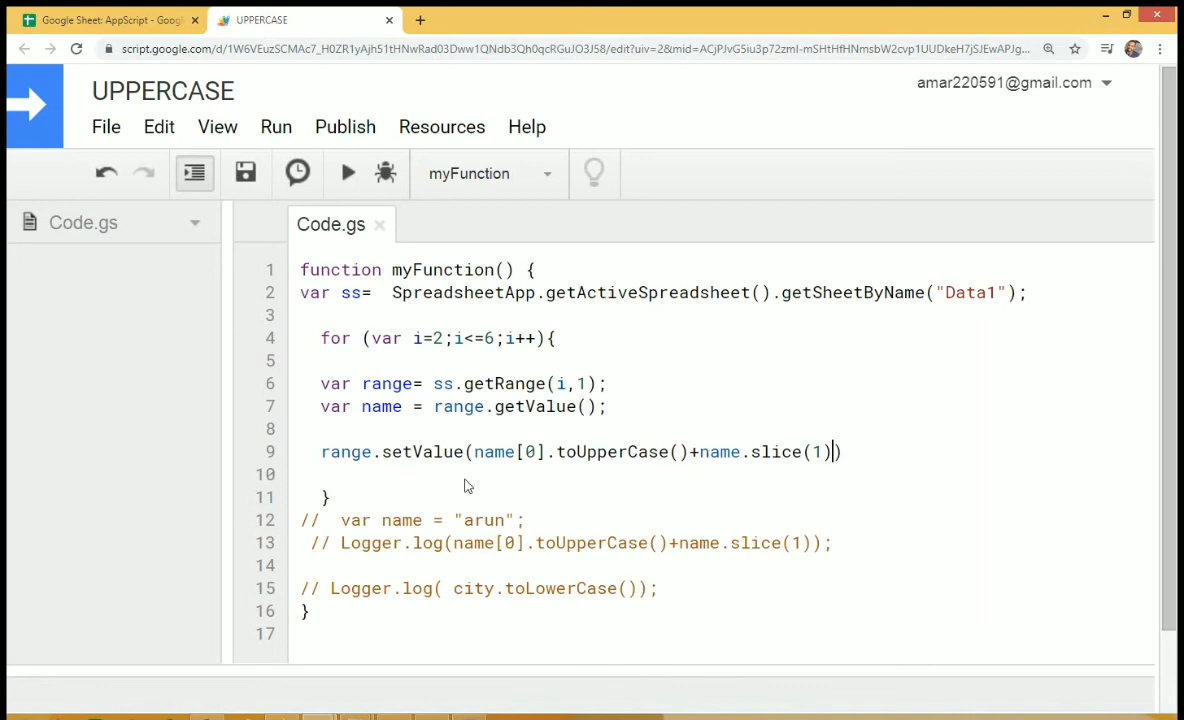 Google Sheet: AppScript - Goog
UPPERCASE
script.google.com/d/1W6VEuzSCMAc7_H0ZR1yAjh51tHNwRad03Dww1QNdb3Qh0qcRGuJO3J58/edit?uiv=2&mid=ACjPJvG5iu3p72zmI-mSHtHfHNmsbW2cvp1UUDkeH7jSJEwAPJg...
UPPERCASE
amar220591@gmail.com
File Edit View Run Publish Resources Help
myFunction
Code.gs
Code.gs
1 function myFunction() {
2 var ss=  SpreadsheetApp.getActiveSpreadsheet().getSheetByName("Data1");
3
4 for (var i=2;i<=6;i++){
5
6 var range= ss.getRange(i,1);
7 var name = range.getValue();
8
9 range.setValue(name[0].toUpperCase()+name.slice(1))
10
11 }
12 //  var name = "arun";
13 // Logger.log(name[0].toUpperCase()+name.slice(1));
14
15 // Logger.log( city.toLowerCase());
16 }
17